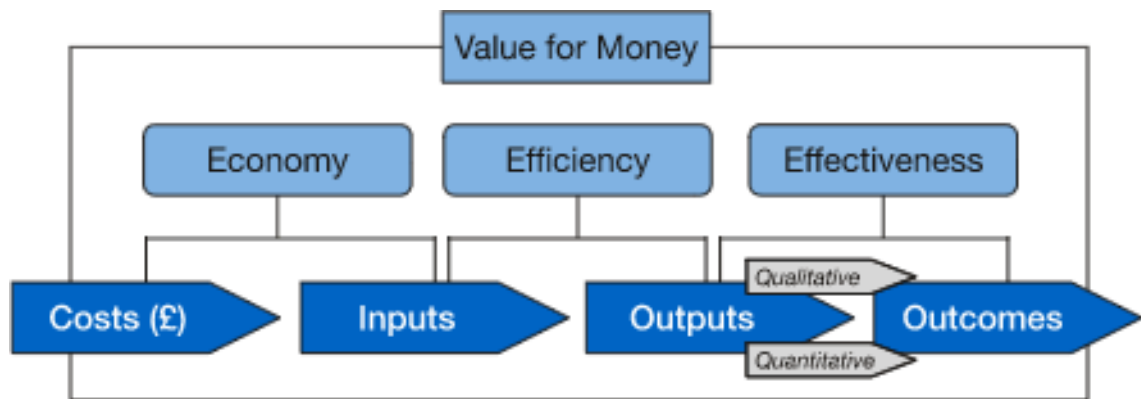 Value for Money
Economy
Efficiency
Effectiveness
Qualitative
Costs (£)
Inputs
Outputs
Outcomes
Quantitative